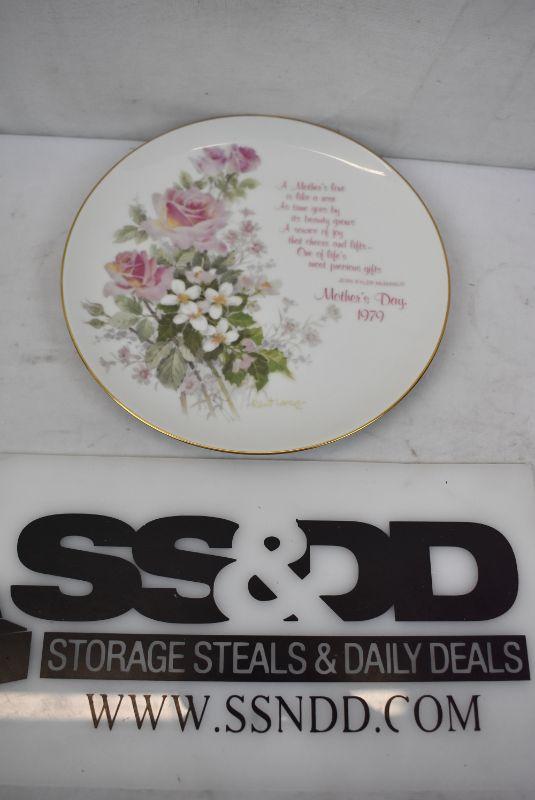 A Mother's love
is like a rose
As time goes by
its beauty grows
A source of joy
that cheers and lifts—
One of life's
most precious gifts
Mother's Day,
1979
SS&DD
STORAGE STEALS & DAILY DEALS
WWW.SSNDD.COM